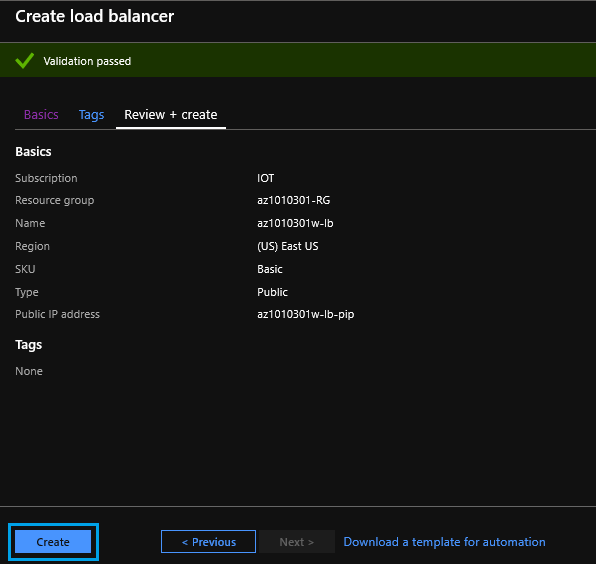 Create load balancer
Validation passed
Basics Tags Review + create
Basics
Subscription IOT
Resource group az1010301-RG
Name az1010301w-lb
Region (US) East US
SKU Basic
Type Public
Public IP address az1010301w-lb-pip
Tags
None
Create < Previous Next > Download a template for automation